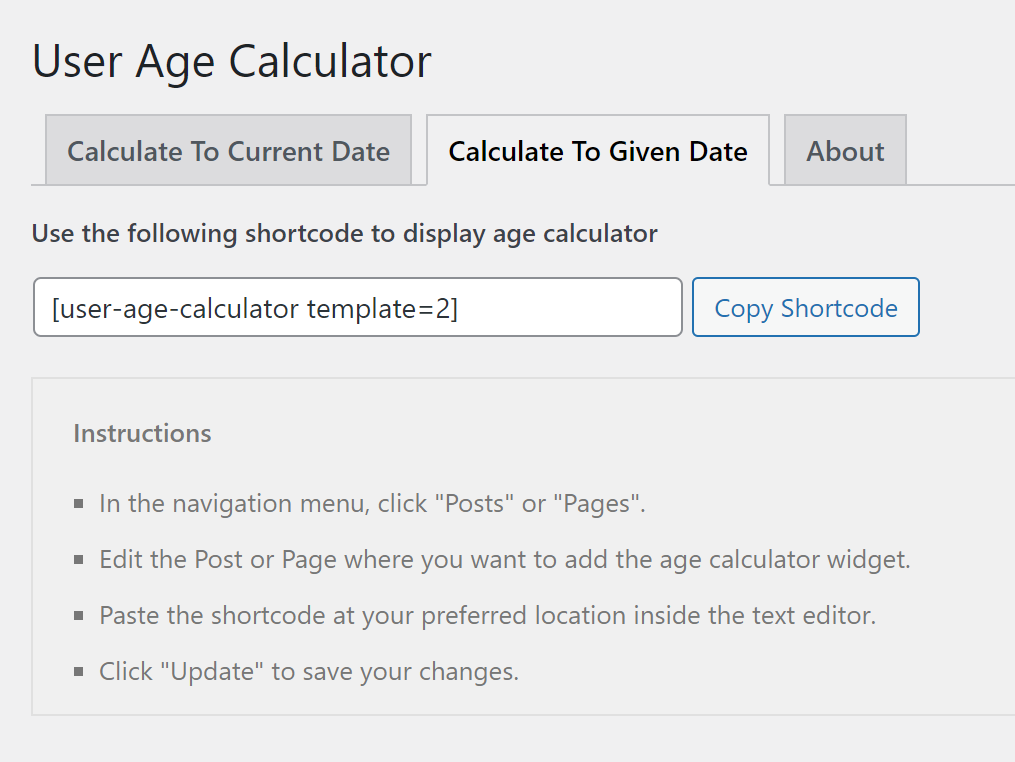 User Age Calculator
Calculate To Current Date
Calculate To Given Date
About
Use the following shortcode to display age calculator
[user-age-calculator template=2]
Copy Shortcode
Instructions
In the navigation menu, click "Posts" or "Pages".
Edit the Post or Page where you want to add the age calculator widget.
Paste the shortcode at your preferred location inside the text editor.
Click "Update" to save your changes.